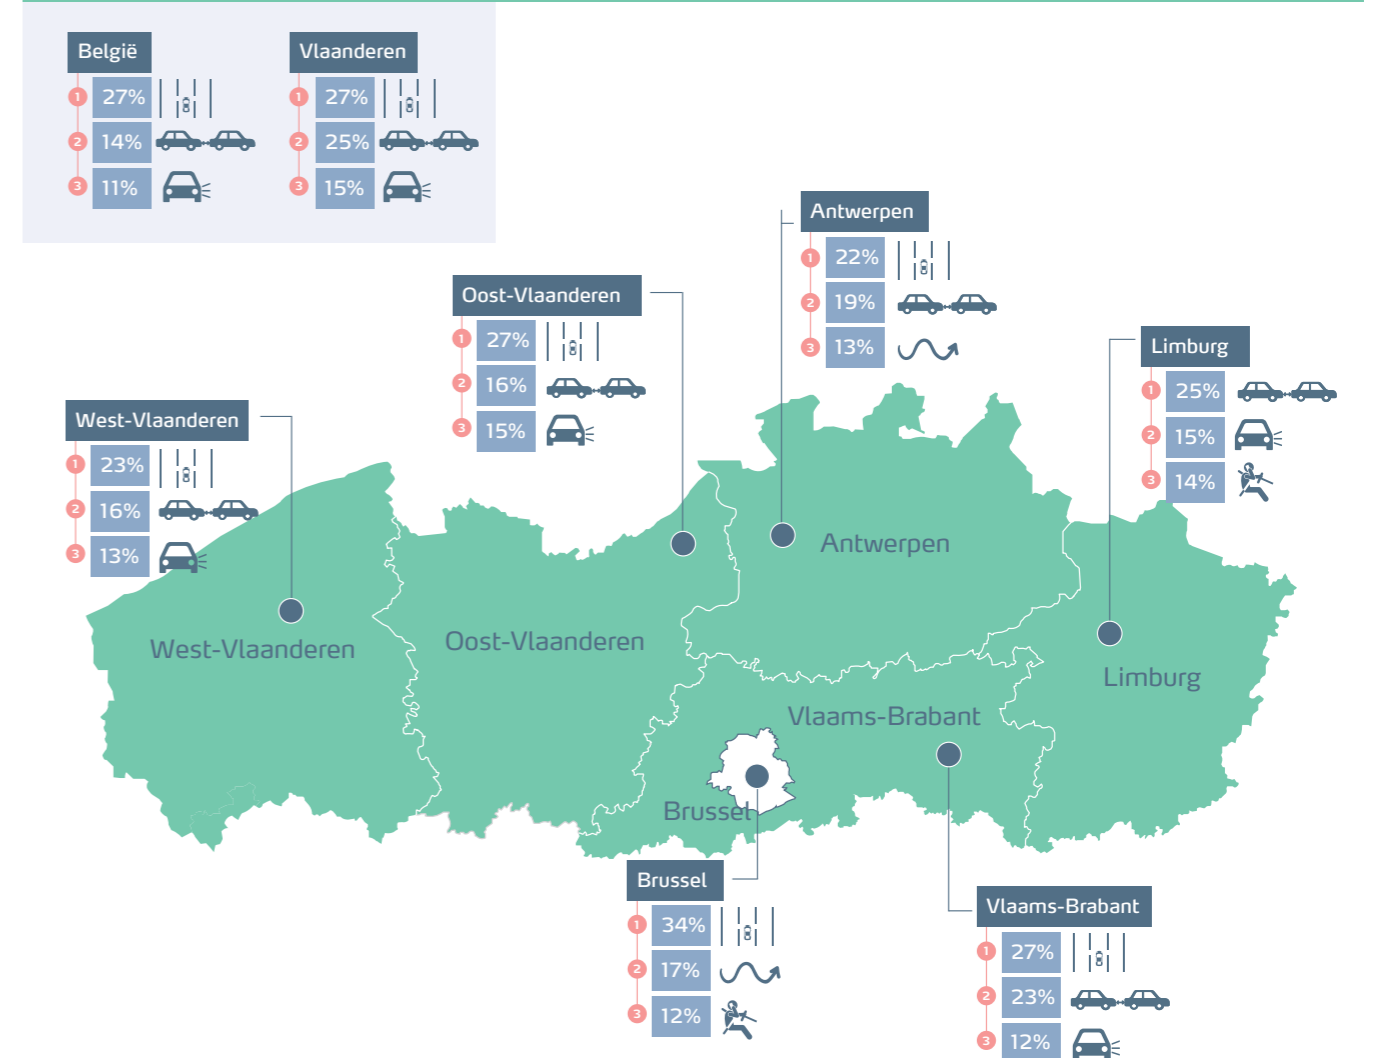 België
1 27%
2 14%
3 11%
Vlaanderen
1 27%
2 25%
3 15%
Antwerpen
1 22%
2 19%
3 13%
Oost-Vlaanderen
1 27%
2 16%
3 15%
Limburg
1 25%
2 15%
3 14%
West-Vlaanderen
1 23%
2 16%
3 13%
Antwerpen
West-Vlaanderen
Oost-Vlaanderen
Limburg
Vlaams-Brabant
Brussel
Brussel
1 34%
2 17%
3 12%
Vlaams-Brabant
1 27%
2 23%
3 12%